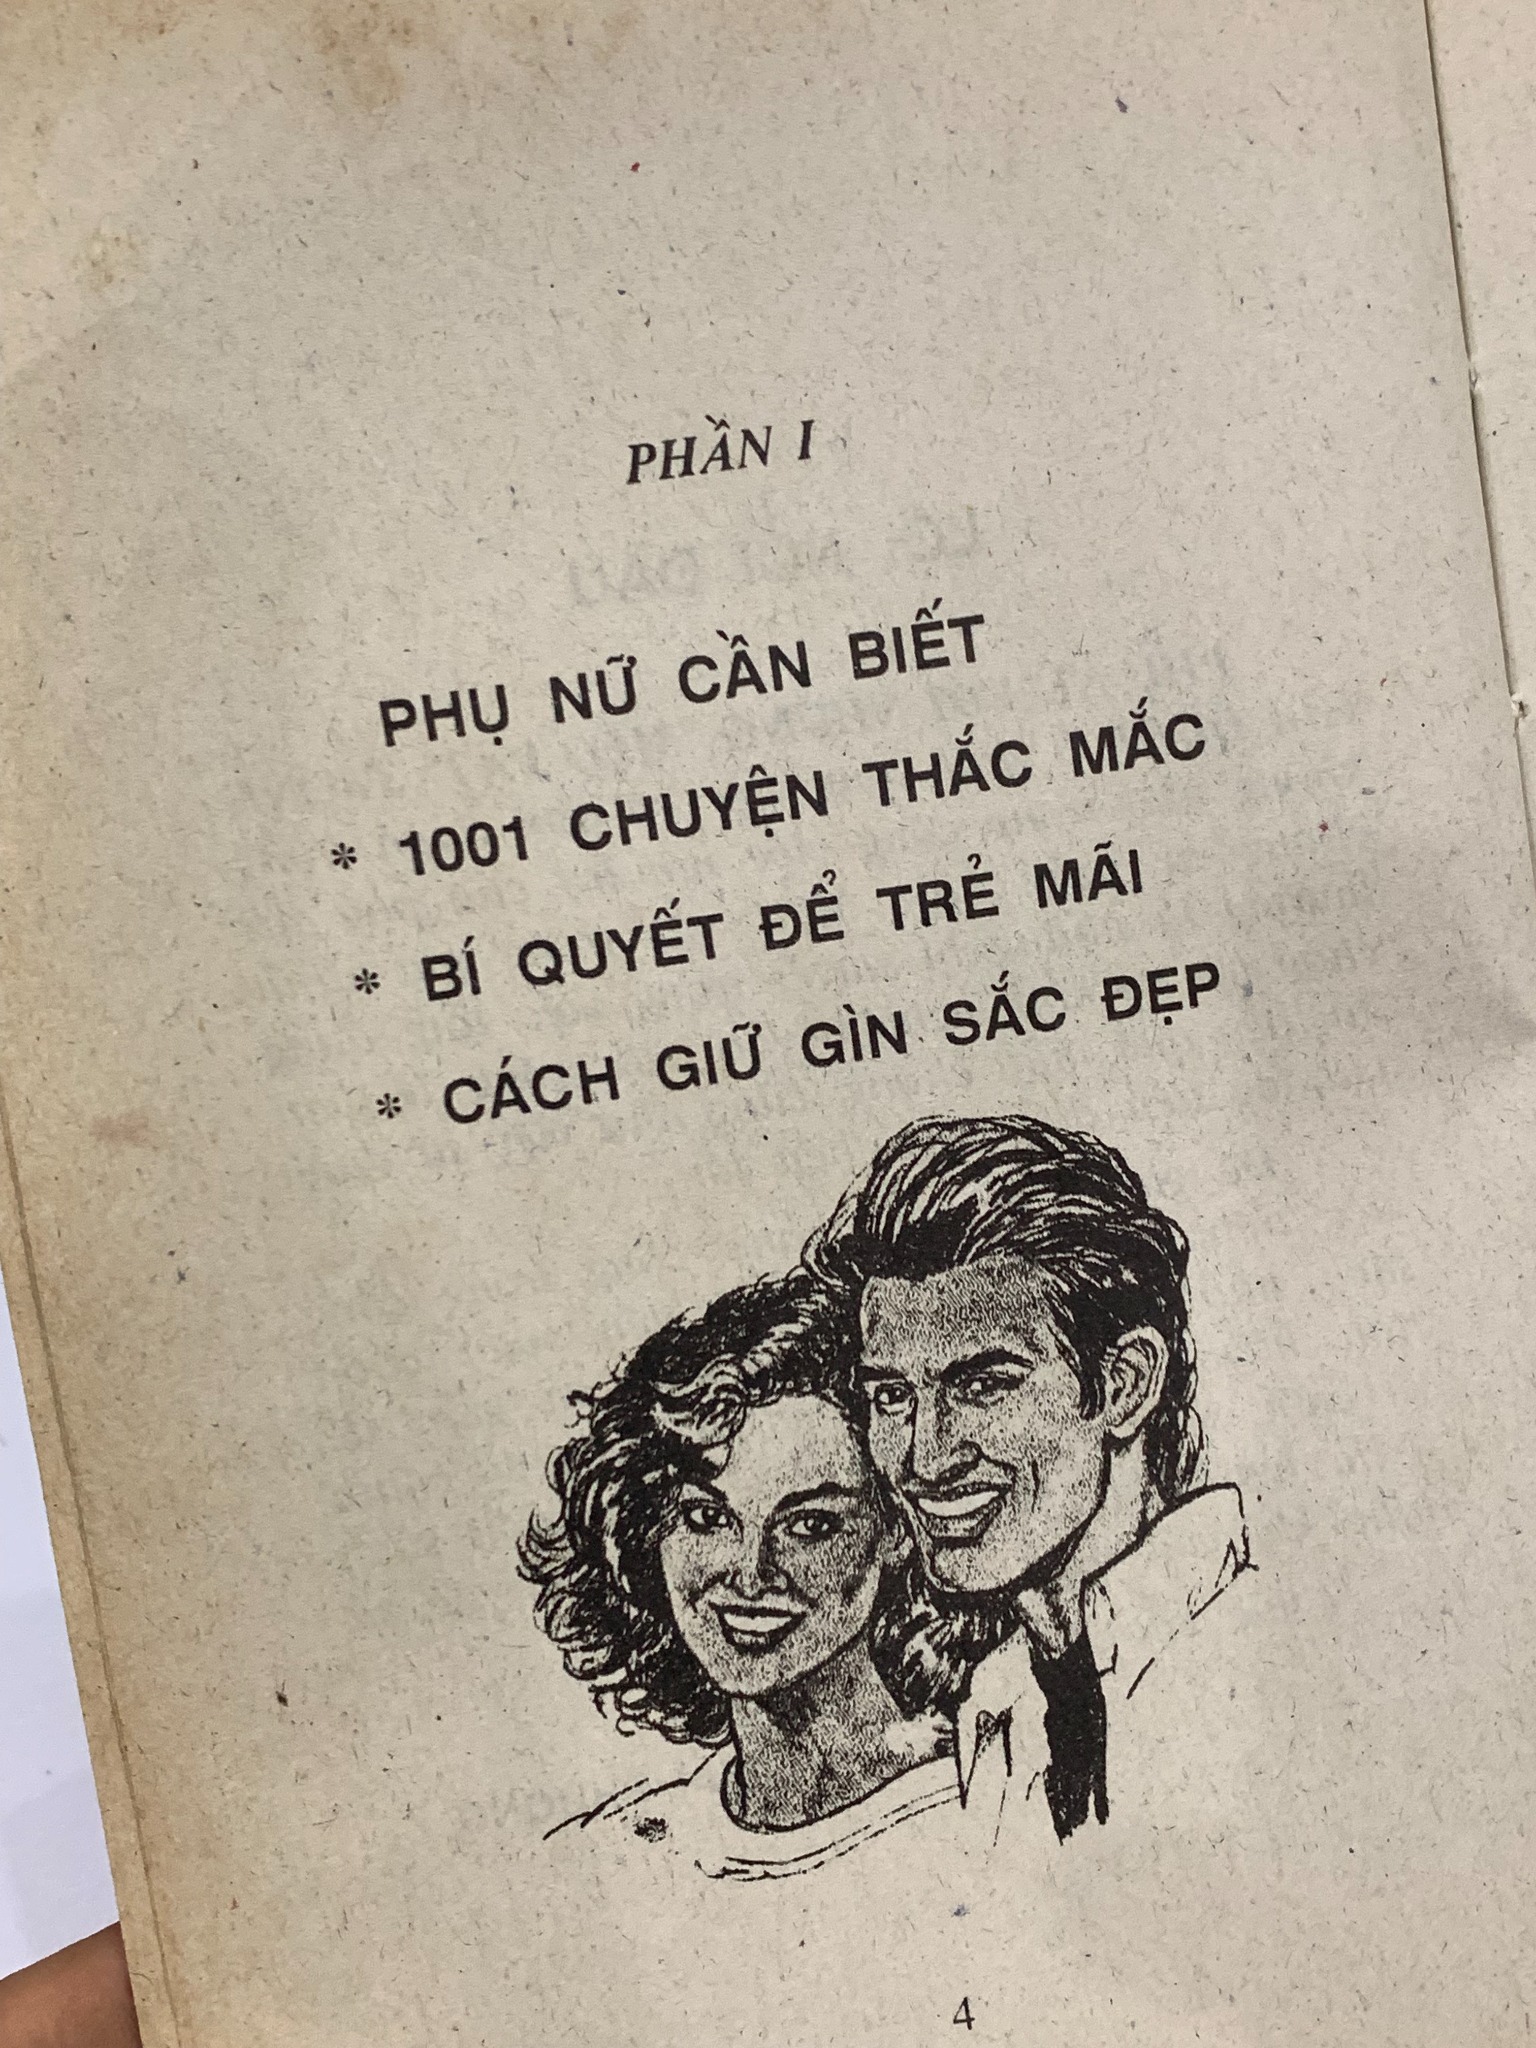 PHẦN I
PHỤ NỮ CẦN BIẾT
* 1001 CHUYỆN THẮC MẮC
* BÍ QUYẾT ĐỂ TRẺ MÃI
* CÁCH GIỮ GÌN SẮC ĐẸP
4